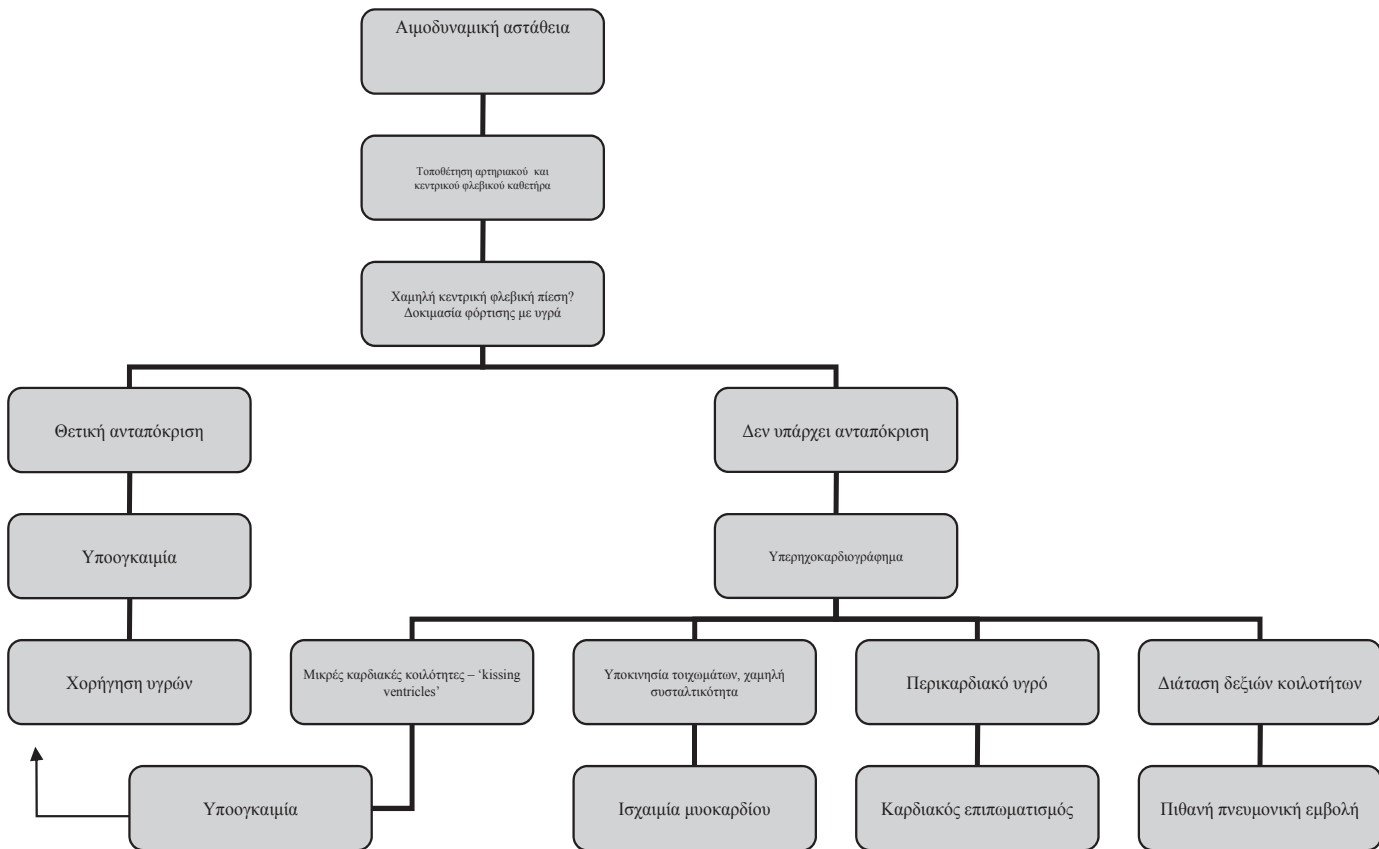 Αιμοδυναμική αστάθεια
Τοποθέτηση αρτηριακού και
κεντρικού φλεβικού καθετήρα
Χαμηλή κεντρική φλεβική πίεση?
Δοκιμασία φόρτισης με υγρά
Θετική ανταπόκριση
Δεν υπάρχει ανταπόκριση
Υποογκαιμία
Υπερηχοκαρδιογράφημα
Χορήγηση υγρών
Μικρές καρδιακές κοιλότητες – ‘kissing
ventricles’
Υποκινησία τοιχωμάτων, χαμηλή
συσταλτικότητα
Περικαρδιακό υγρό
Διάταση δεξιών κοιλοτήτων
Υποογκαιμία
Ισχαιμία μυοκαρδίου
Καρδιακός επιπωματισμός
Πιθανή πνευμονική εμβολή